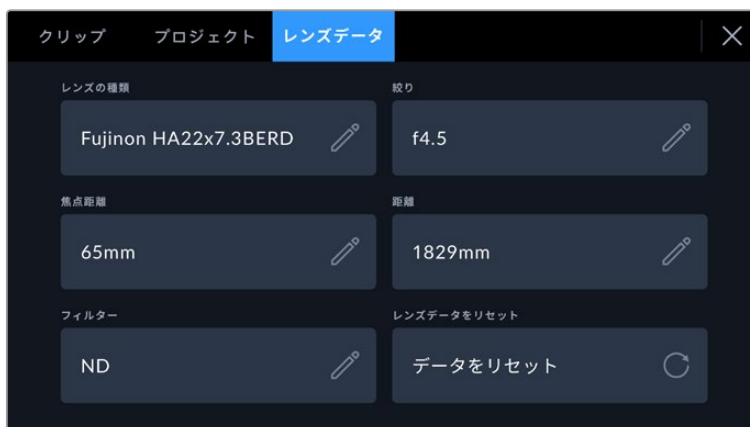 クリップ プロジェクト レンズデータ
レンズの種類 絞り
Fujinon HA22x7.3BERD f4.5
焦点距離 距離
65mm 1829mm
フィルター レンズデータをリセット
ND データをリセット